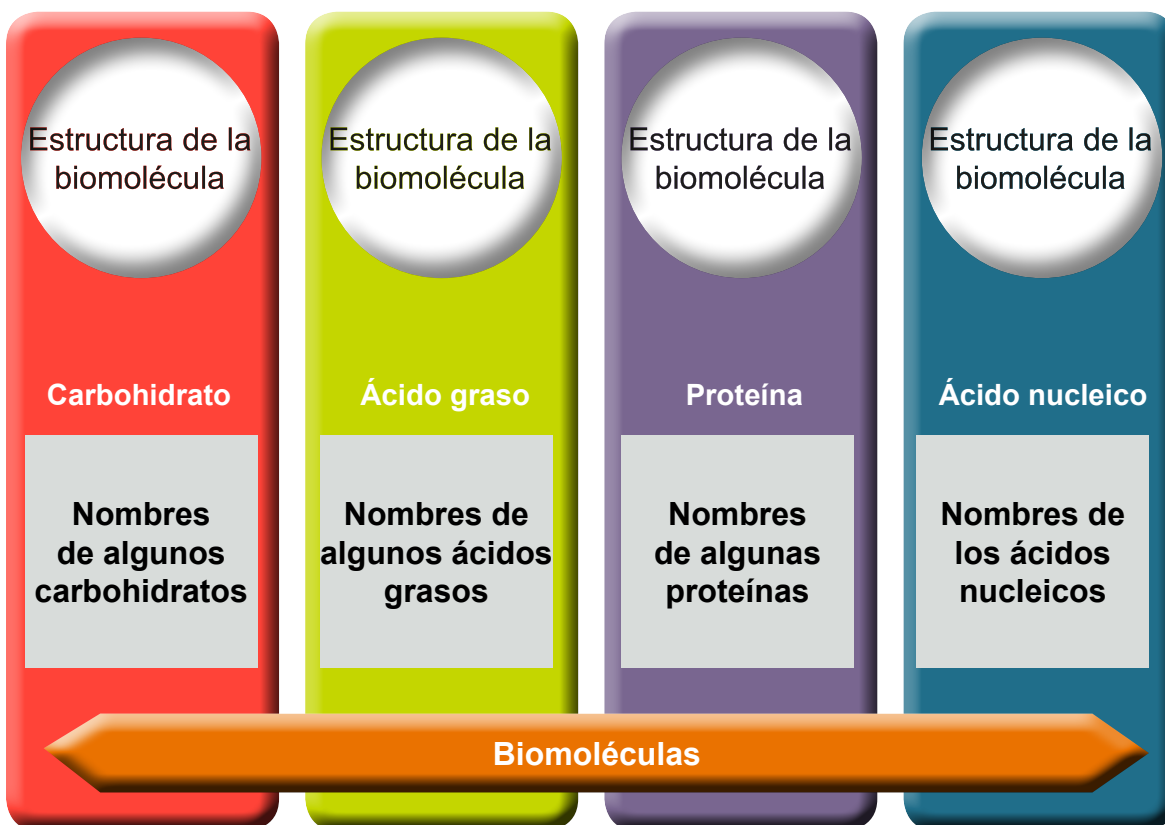 Estructura de la
biomolécula
Estructura de la
biomolécula
Estructura de la
biomolécula
Estructura de la
biomolécula
Carbohidrato
Ácido graso
Proteína
Ácido nucleico
Nombres
de algunos
carbohidratos
Nombres de
algunos ácidos
grasos
Nombres
de algunas
proteínas
Nombres de
los ácidos
nucleicos
Biomoléculas